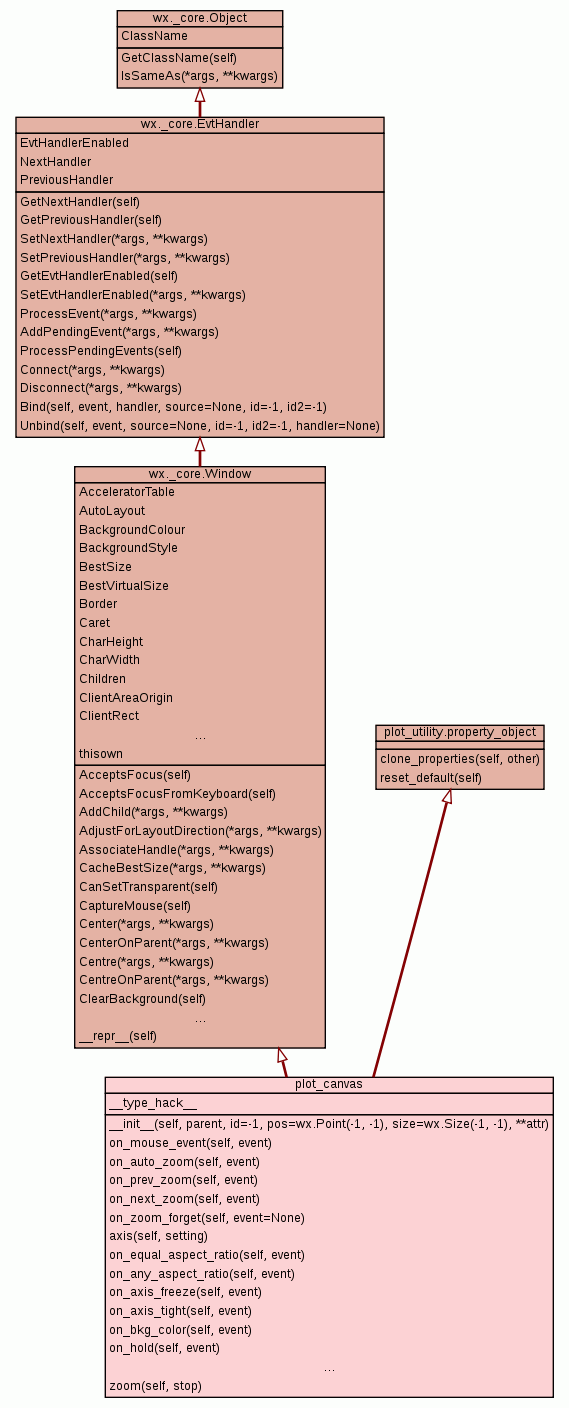 wx._core.Object
ClassName
GetClassName(self)
IsSameAs(*args, **kwargs)
wx._core.EvtHandler
EvtHandlerEnabled
NextHandler
PreviousHandler
GetNextHandler(self)
GetPreviousHandler(self)
SetNextHandler(*args, **kwargs)
SetPreviousHandler(*args, **kwargs)
GetEvtHandlerEnabled(self)
SetEvtHandlerEnabled(*args, **kwargs)
ProcessEvent(*args, **kwargs)
AddPendingEvent(*args, **kwargs)
ProcessPendingEvents(self)
Connect(*args, **kwargs)
Disconnect(*args, **kwargs)
Bind(self, event, handler, source=None, id=-1, id2=-1)
Unbind(self, event, source=None, id=-1, id2=-1, handler=None)
wx._core.Window
AcceleratorTable
AutoLayout
BackgroundColour
BackgroundStyle
BestSize
BestVirtualSize
Border
Caret
CharHeight
CharWidth
Children
ClientAreaOrigin
ClientRect
...
thisown
AcceptsFocus(self)
AcceptsFocusFromKeyboard(self)
AddChild(*args, **kwargs)
AdjustForLayoutDirection(*args, **kwargs)
AssociateHandle(*args, **kwargs)
CacheBestSize(*args, **kwargs)
CanSetTransparent(self)
CaptureMouse(self)
Center(*args, **kwargs)
CenterOnParent(*args, **kwargs)
Centre(*args, **kwargs)
CentreOnParent(*args, **kwargs)
ClearBackground(self)
...
__repr__(self)
plot_utility.property_object
clone_properties(self, other)
reset_default(self)
plot_canvas
__type_hack__
__init__(self, parent, id=-1, pos=wx.Point(-1, -1), size=wx.Size(-1, -1), **attr)
on_mouse_event(self, event)
on_auto_zoom(self, event)
on_prev_zoom(self, event)
on_next_zoom(self, event)
on_zoom_forget(self, event=None)
axis(self, setting)
on_equal_aspect_ratio(self, event)
on_any_aspect_ratio(self, event)
on_axis_freeze(self, event)
on_axis_tight(self, event)
on_bkg_color(self, event)
on_hold(self, event)
...
zoom(self, stop)